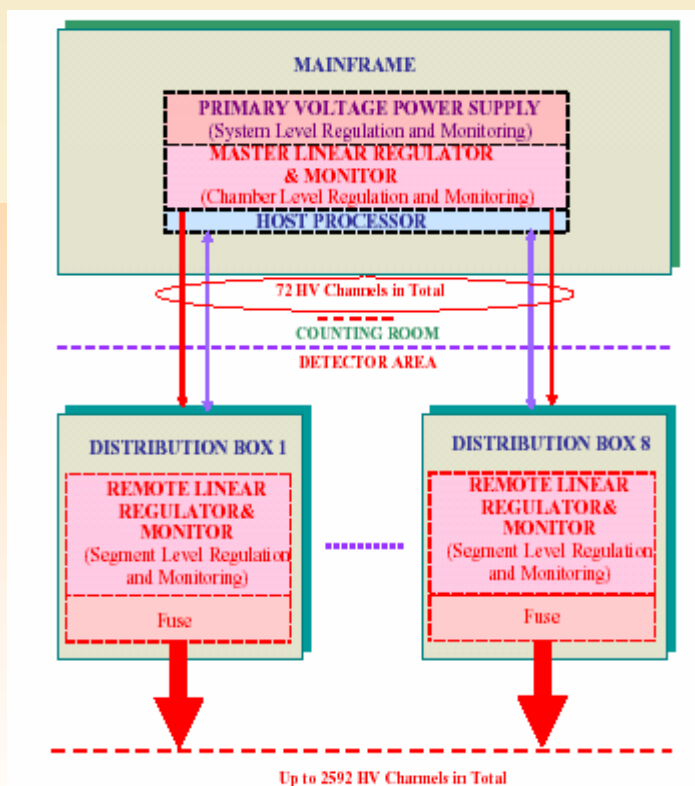 MAINFRAME
PRIMARY VOLTAGE POWER SUPPLY
(System Level Regulation and Monitoring)
MASTER LINEAR REGULATOR
& MONITOR
(Chamber Level Regulation and Monitoring)
HOST PROCESSOR
72 HV Channels in Total
COUNTING ROOM
DETECTOR AREA
DISTRIBUTION BOX 1
REMOTE LINEAR
REGULATOR&
MONITOR
(Segment Level Regulation
and Monitoring)
Fuse
DISTRIBUTION BOX 8
REMOTE LINEAR
REGULATOR&
MONITOR
(Segment Level Regulation
and Monitoring)
Fuse
Up to 2592 HV Channels in Total